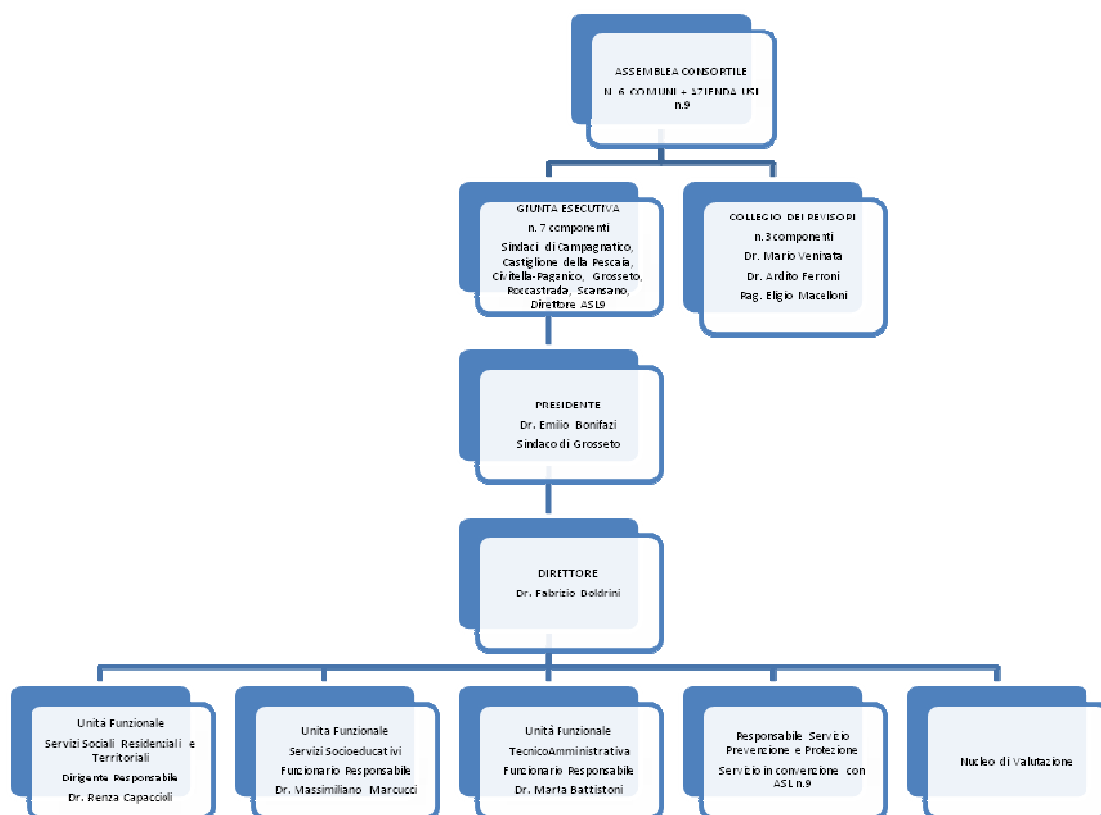 ASSEMBLEA CONSORTILE
N. 6 COMUNI + AZIENDA USL
n.9
GIUNTA ESECUTIVA
n. 7 componenti
Sindaci di Campagnatico,
Castiglione della Pescaia,
Civitella-Paganico, Grosseto,
Roccastrada, Scansano,
Direttore ASL9
COLLEGIO DEI REVISORI
n.3 componenti
Dr. Mario Veninata
Dr. Ardito Ferroni
Rag. Eligio Macelloni
PRESIDENTE
Dr. Emilio Bonifazi
Sindaco di Grosseto
DIRETTORE
Dr. Fabrizio Boldrini
Unità Funzionale
Servizi Sociali Residenziali e
Territoriali
Dirigente Responsabile
Dr. Renza Capaccioli
Unita Funzionale
Servizi Socioeducativi
Funzionario Responsabile
Dr. Massimiliano Marcucci
Unità Funzionale
TecnicoAmministrativa
Funzionario Responsabile
Dr. Marta Battistoni
Responsabile Servizio
Prevenzione e Protezione
Servizio in convenzione con
ASL n.9
Nucleo di Valutazione